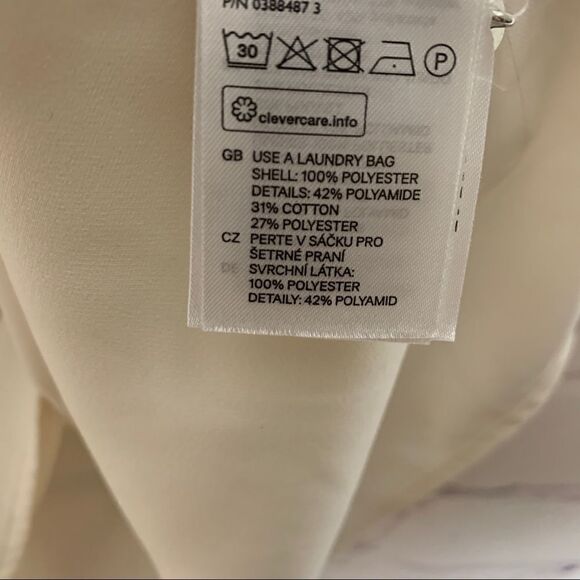 P/N 0388487 3
30
P
clevercare.info
GB USE A LAUNDRY BAG
SHELL: 100% POLYESTER
DETAILS: 42% POLYAMIDE
31% COTTON
27% POLYESTER
CZ PERTE V SÁČKU PRO
ŠETRNÉ PRANÍ
SVRCHNÍ LÁTKA:
100% POLYESTER
DETAILY: 42% POLYAMID